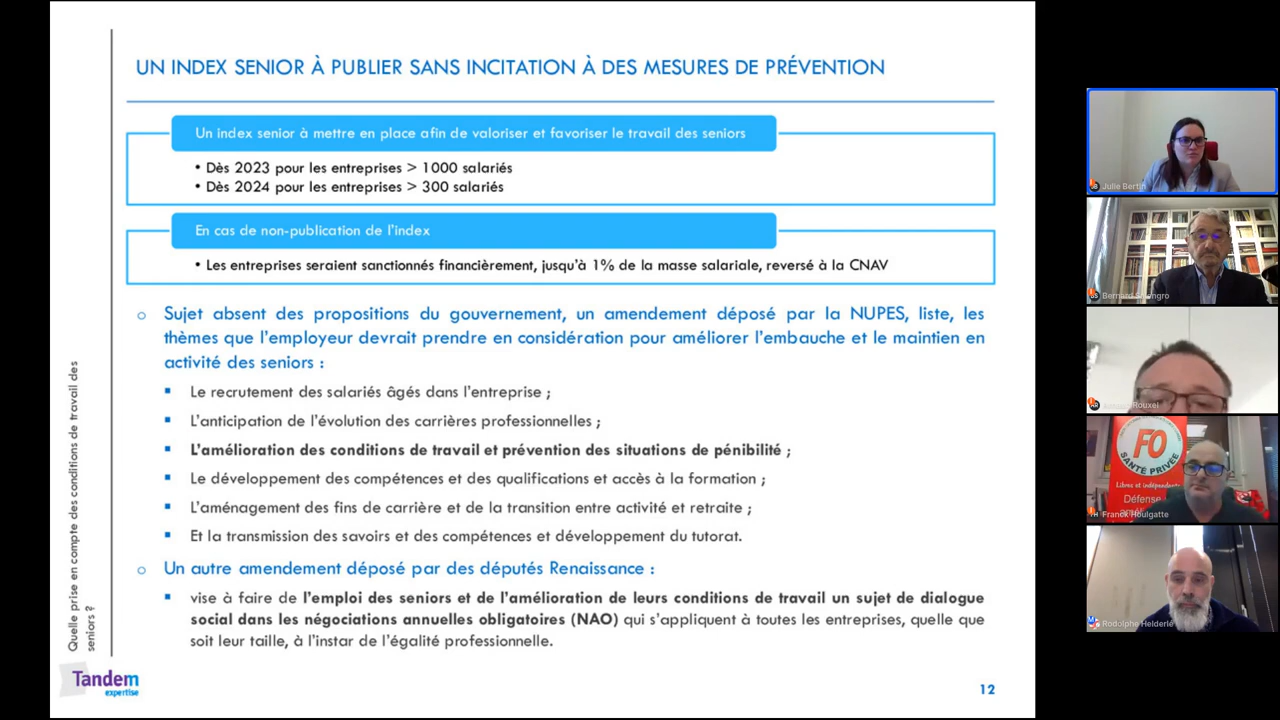 UN INDEX SENIOR À PUBLIER SANS INCITATION À DES MESURES DE PRÉVENTION
Un index senior à mettre en place afin de valoriser et favoriser le travail des seniors
• Dès 2023 pour les entreprises > 1000 salariés
• Dès 2024 pour les entreprises > 300 salariés
En cas de non-publication de l'index
• Les entreprises seraient sanctionnés financièrement, jusqu'à 1% de la masse salariale, reversé à la CNAV
o Sujet absent des propositions du gouvernement, un amendement déposé par la NUPES, liste, les
thèmes que l'employeur devrait prendre en considération pour améliorer l'embauche et le maintien en
activité des seniors :
▪ Le recrutement des salariés âgés dans l'entreprise ;
▪ L'anticipation de l'évolution des carrières professionnelles ;
▪ L'amélioration des conditions de travail et prévention des situations de pénibilité ;
▪ Le développement des compétences et des qualifications et accès à la formation ;
▪ L'aménagement des fins de carrière et de la transition entre activité et retraite ;
▪ Et la transmission des savoirs et des compétences et développement du tutorat.
o Un autre amendement déposé par des députés Renaissance :
▪ vise à faire de l'emploi des seniors et de l'amélioration de leurs conditions de travail un sujet de dialogue
social dans les négociations annuelles obligatoires (NAO) qui s'appliquent à toutes les entreprises, quelle que
soit leur taille, à l'instar de l'égalité professionnelle.
Quelle prise en compte des conditions de travail des
seniors ?
Tandem
expertise
12
Julie Bertin
Bernard
Rouxel
FO
SANTÉ PRIVÉE
Libres et indépendants
Défense
Franck Houlgatte
Rodolphe Helderlé